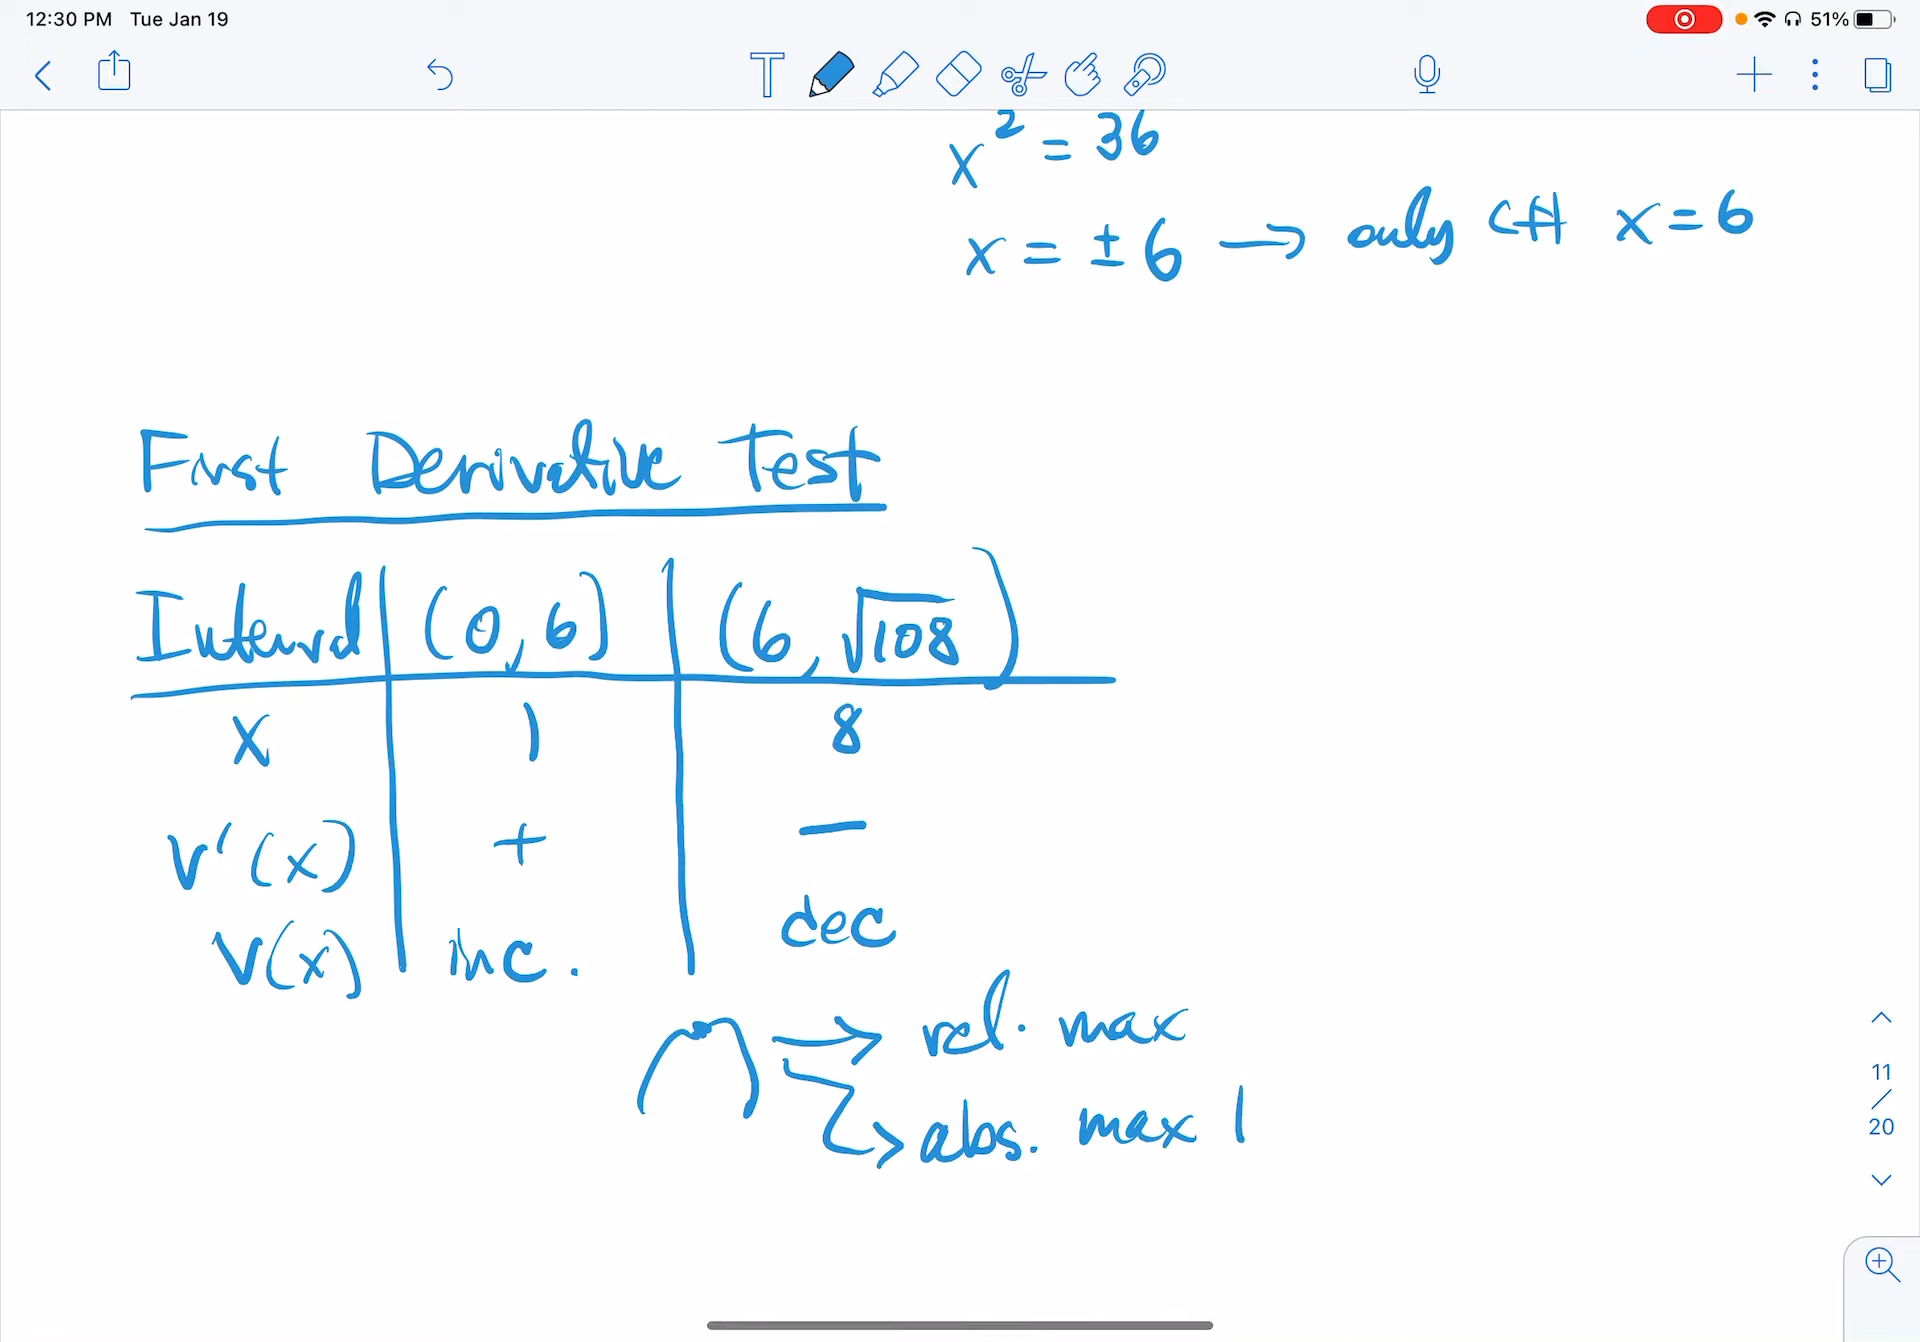 12:30 PM Tue Jan 19 51%
x² = 36
x = ± 6 → only C# x = 6
First Derivative Test
Interval (0, 6) (6, √108)
x 1 8
v'(x) + −
v(x) inc. dec
→ rel. max
→ abs. max
11
/
20